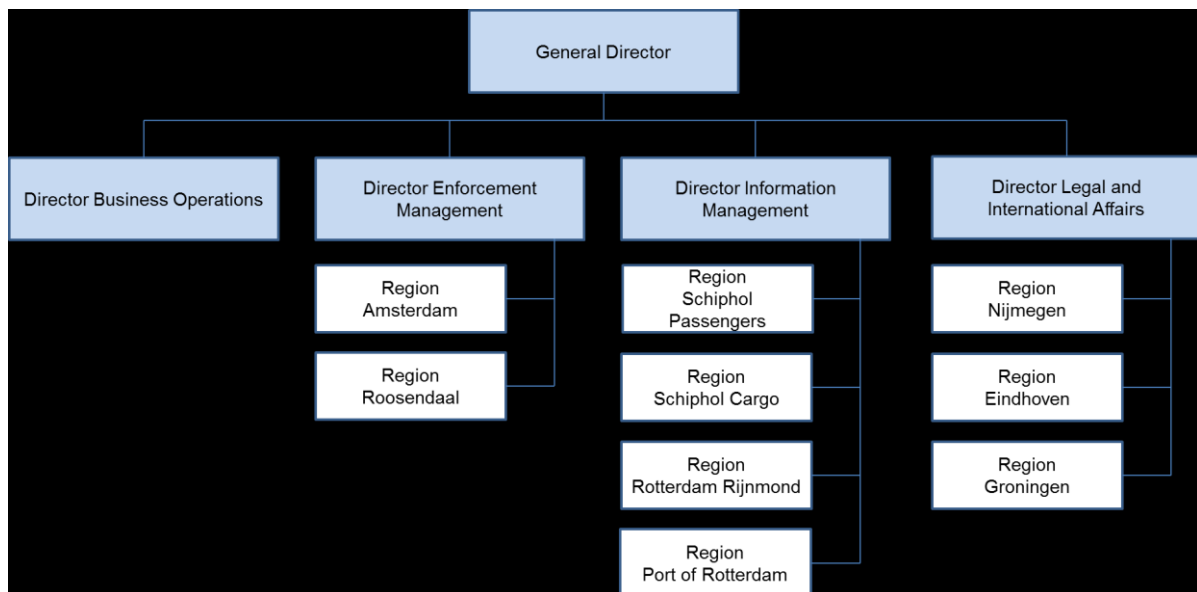 General Director
Director Business Operations
Director Enforcement
Management
Director Information
Management
Director Legal and
International Affairs
Region
Amsterdam
Region
Roosendaal
Region
Schiphol
Passengers
Region
Schiphol Cargo
Region
Rotterdam Rijnmond
Region
Port of Rotterdam
Region
Nijmegen
Region
Eindhoven
Region
Groningen